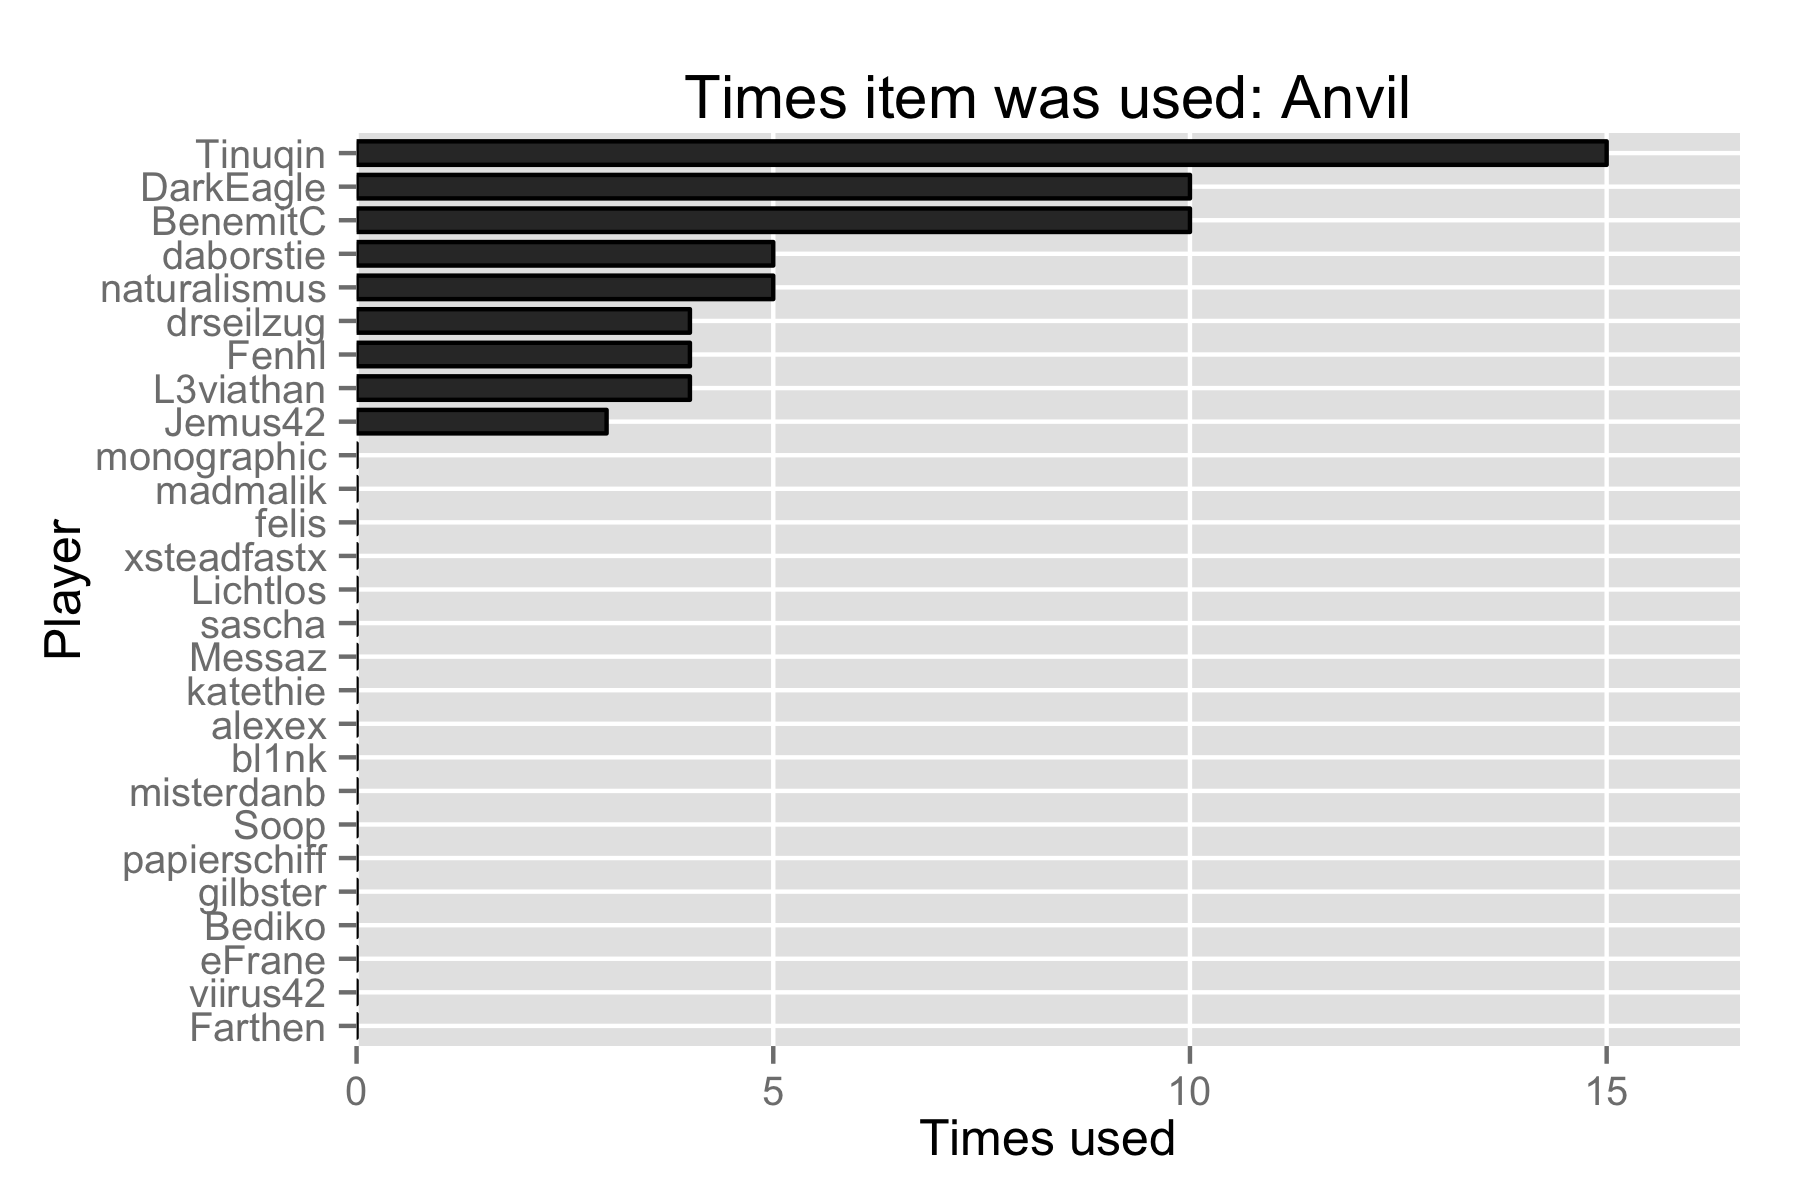 Times item was used: Anvil
Tinuqin
DarkEagle
BenemitC
daborstie
naturalismus
drseilzug
Fenhl
L3viathan
Jemus42
monographic
madmalik
felis
xsteadfastx
Lichtlos
sascha
Messaz
katethie
alexex
bl1nk
misterdanb
Soop
papierschiff
gilbster
Bediko
eFrane
viirus42
Farthen
Player
0 5 10 15
Times used